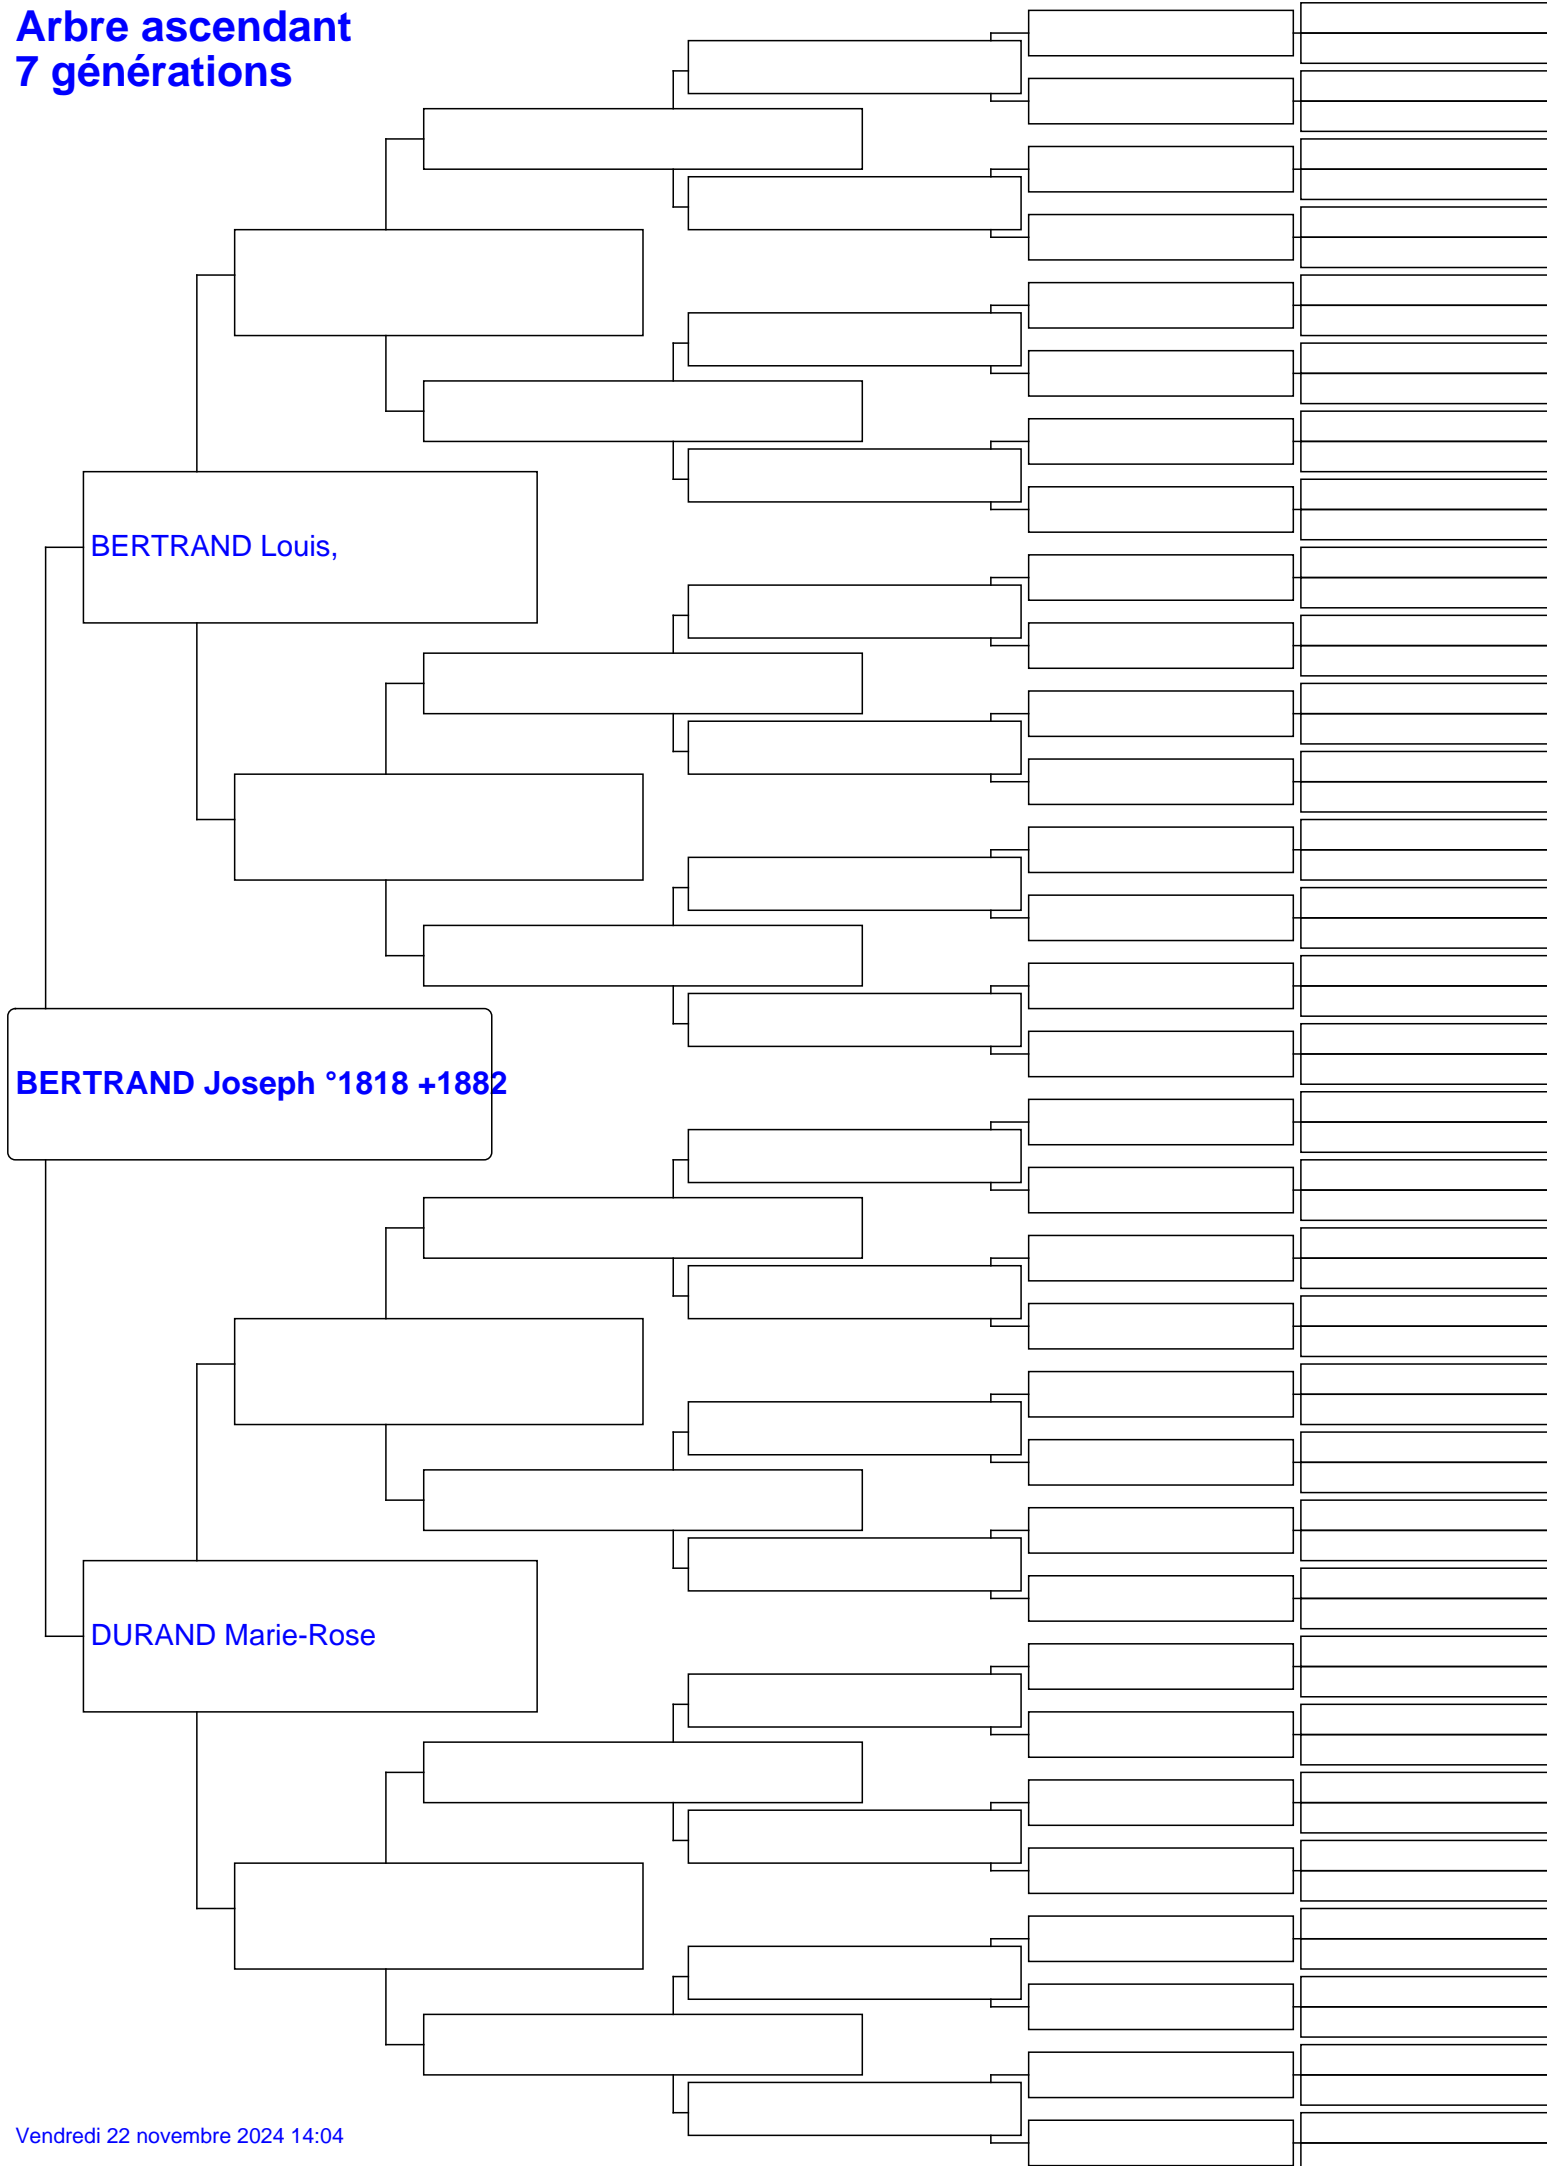 Arbre ascendant
7 générations
BERTRAND Louis,
BERTRAND Joseph °1818 +1882
DURAND Marie-Rose
Vendredi 22 novembre 2024 14:04